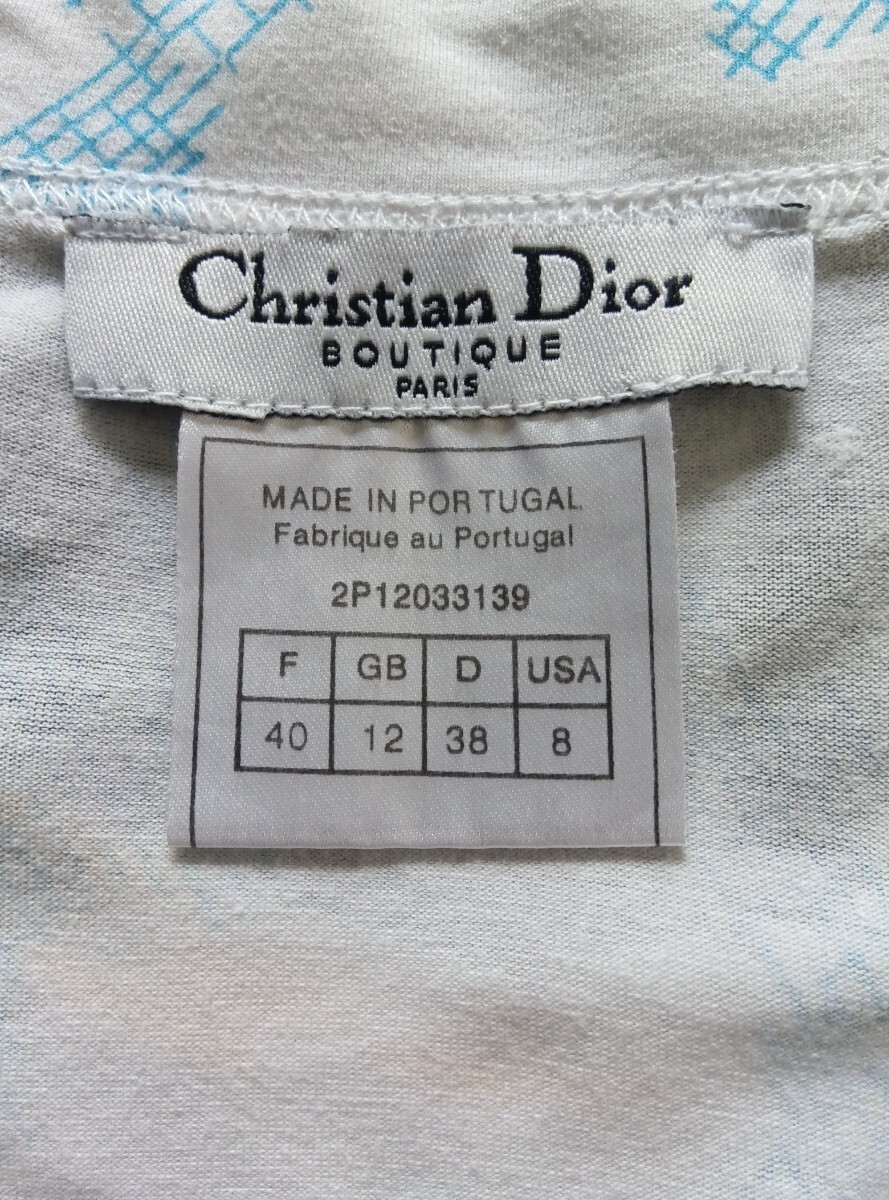 Christian Dior
BOUTIQUE
PARIS
MADE IN PORTUGAL
Fabrique au Portugal
2P12033139
F GB D USA
40 12 38 8